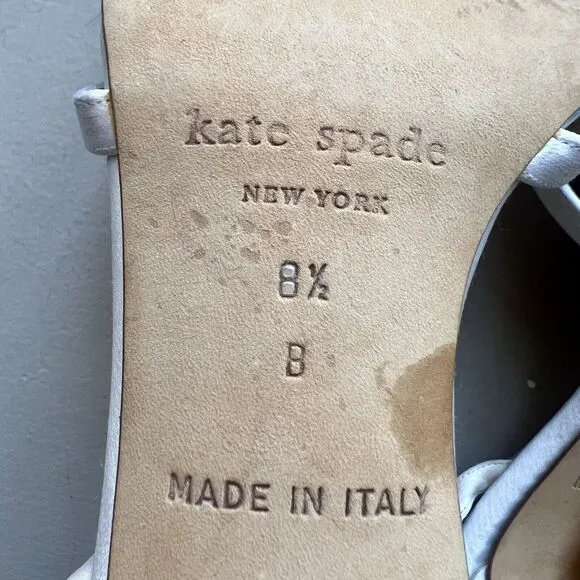 kate spade
NEW YORK
8½
B
MADE IN ITALY